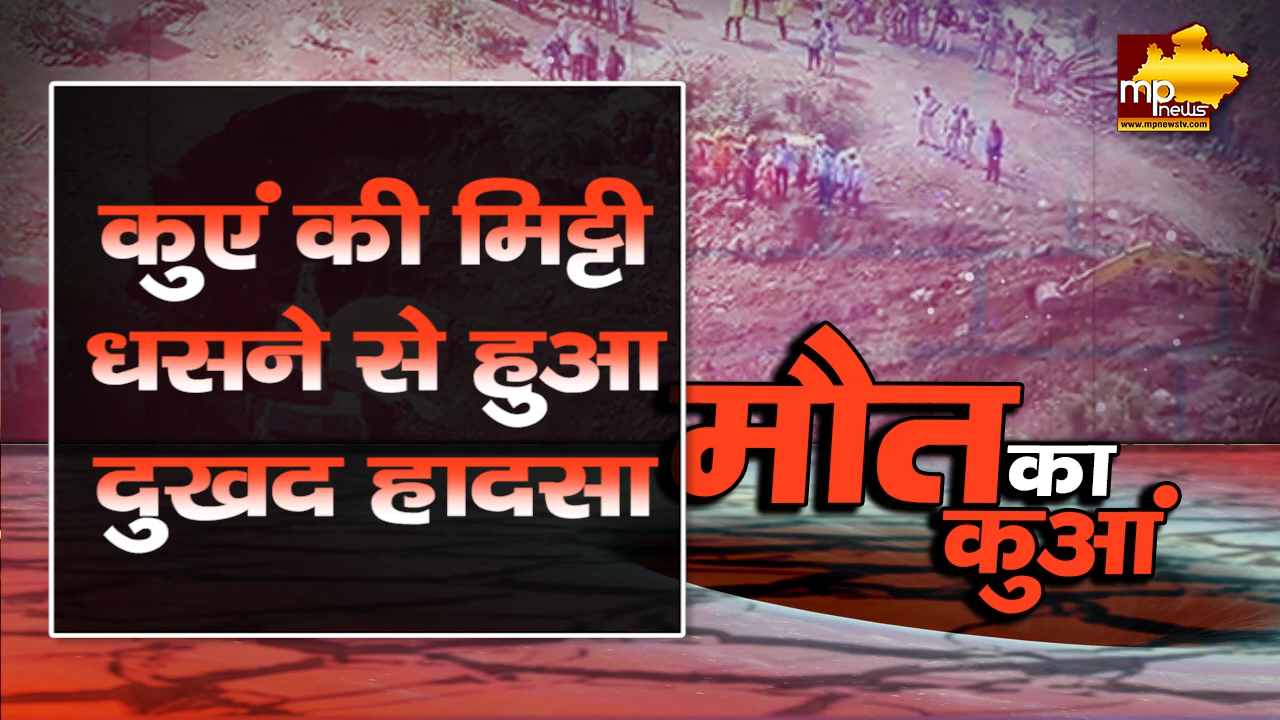 कुएं की मिट्टी
धसने से हुआ
दुखद हादसा
मौत का
कुआं
mp
news
www.mpnewstv.com